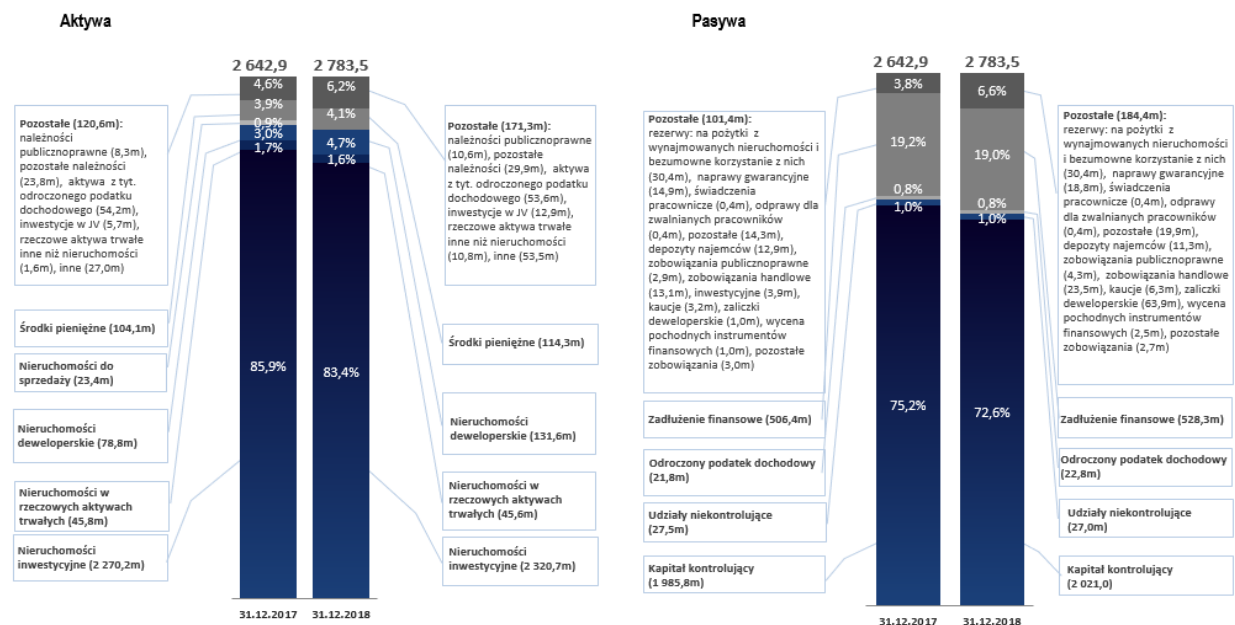 Aktywa
2 642,9
2 783,5
4,6%
3,9%
0,9%
3,0%
1,7%
85,9%
6,2%
4,1%
4,7%
1,6%
83,4%
Pozostałe (120,6m):
należności
publicznoprawne (8,3m),
pozostałe należności
(23,8m), aktywa z tyt.
odroczonego podatku
dochodowego (54,2m),
inwestycje w JV (5,7m),
rzeczowe aktywa trwałe
inne niż nieruchomości
(1,6m), inne (27,0m)
Środki pieniężne (104,1m)
Nieruchomości do
sprzedaży (23,4m)
Nieruchomości
deweloperskie (78,8m)
Nieruchomości w
rzeczowych aktywach
trwałych (45,8m)
Nieruchomości
inwestycyjne (2 270,2m)
Pozostałe (171,3m):
należności publicznoprawne
(10,6m), pozostałe
należności (29,9m), aktywa
z tyt. odroczonego podatku
dochodowego (53,6m),
inwestycje w JV (12,9m),
rzeczowe aktywa trwałe
inne niż nieruchomości
(10,8m), inne (53,5m)
Środki pieniężne (114,3m)
Nieruchomości
deweloperskie (131,6m)
Nieruchomości w
rzeczowych aktywach
trwałych (45,6m)
Nieruchomości
inwestycyjne (2 320,7m)
31.12.2017
31.12.2018
Pasywa
2 642,9
2 783,5
3,8%
19,2%
0,8%
1,0%
75,2%
6,6%
19,0%
0,8%
1,0%
72,6%
Pozostałe (101,4m):
rezerwy: na pożytki z
wynajmowanych nieruchomości
i bezumowne korzystanie z nich
(30,4m), naprawy gwarancyjne
(14,9m), świadczenia
pracownicze (0,4m), odprawy dla
zwalnianych pracowników
(0,4m), pozostałe (14,3m),
depozyty najemców (12,9m),
zobowiązania publicznoprawne
(2,9m), zobowiązania handlowe
(13,1m), inwestycyjne (3,9m),
kaucje (3,2m), zaliczki
deweloperskie (1,0m), wycena
pochodnych instrumentów
finansowych (1,0m), pozostałe
zobowiązania (3,0m)
Zadłużenie finansowe (506,4m)
Odroczony podatek dochodowy
(21,8m)
Udziały niekontrolujące
(27,5m)
Kapitał kontrolujący
(1 985,8m)
Pozostałe (184,4m):
rezerwy: na pożytki z
wynajmowanych nieruchomości
i bezumowne korzystanie z nich
(30,4m), naprawy gwarancyjne
(18,8m), świadczenia
pracownicze (0,4m), odprawy
dla zwalnianych pracowników
(0,4m), pozostałe (19,9m),
depozyty najemców (11,3m),
zobowiązania publicznoprawne
(4,3m), zobowiązania handlowe
(23,5m), kaucje (6,3m), zaliczki
deweloperskie (63,9m), wycena
pochodnych instrumentów
finansowych (2,5m), pozostałe
zobowiązania (2,7m)
Zadłużenie finansowe (528,3m)
Odroczony podatek dochodowy
(22,8m)
Udziały niekontrolujące
(27,0m)
Kapitał kontrolujący
(2 021,0)
31.12.2017
31.12.2018